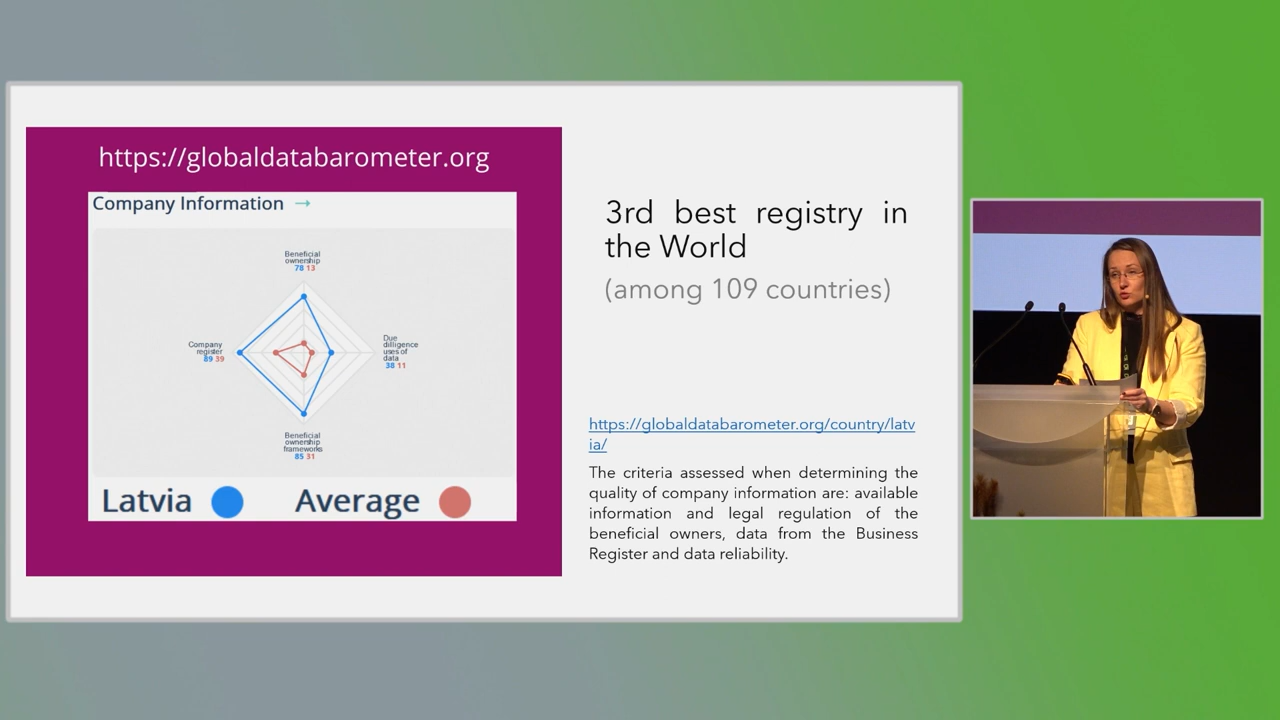 https://globaldatabarometer.org
Company Information →
Beneficial
ownership
78 13
Company
register
89 39
Due
dilligence
uses of
data
38 11
Beneficial
ownership
frameworks
85 31
Latvia
Average
3rd best registry in
the World
(among 109 countries)
https://globaldatabarometer.org/country/latv
ia/
The criteria assessed when determining the
quality of company information are: available
information and legal regulation of the
beneficial owners, data from the Business
Register and data reliability.